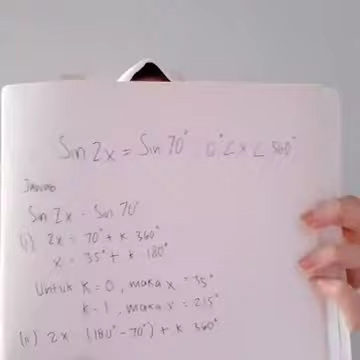 Sin 2x = Sin 70° 0° < x < 360°
Jawab
Sin 2x = Sin 70°
(i) 2x = 70° + k 360°
x = 35° + k 180°
Untuk k = 0, maka x = 35°
k = 1, maka x = 215°
(ii) 2x = (180° - 70°) + k 360°